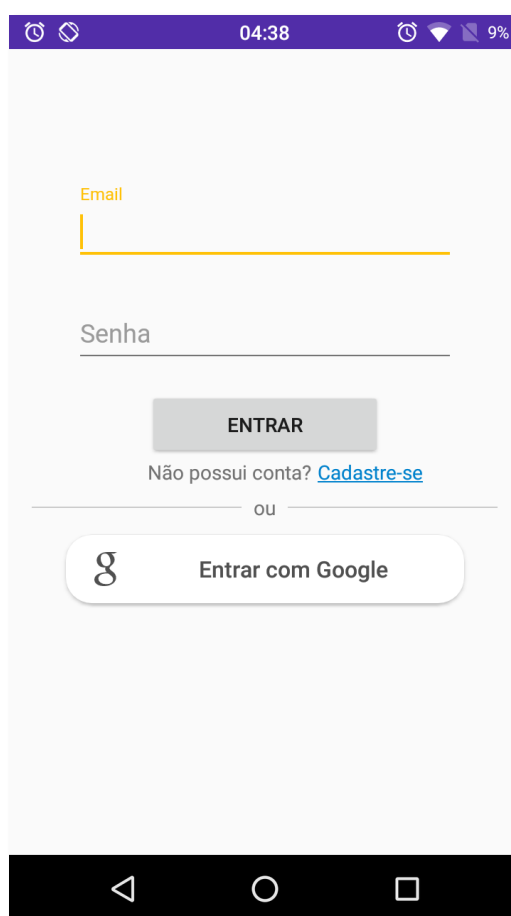 04:38 9%
Email
Senha
ENTRAR
Não possui conta? Cadastre-se
ou
g Entrar com Google